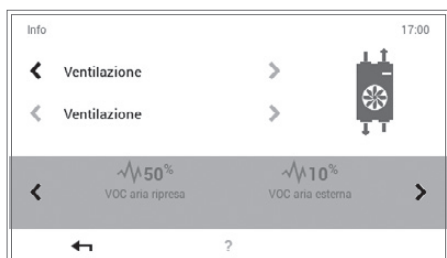 Info 17:00
Ventilazione
Ventilazione
50% 10%
VOC aria ripresa VOC aria esterna
?